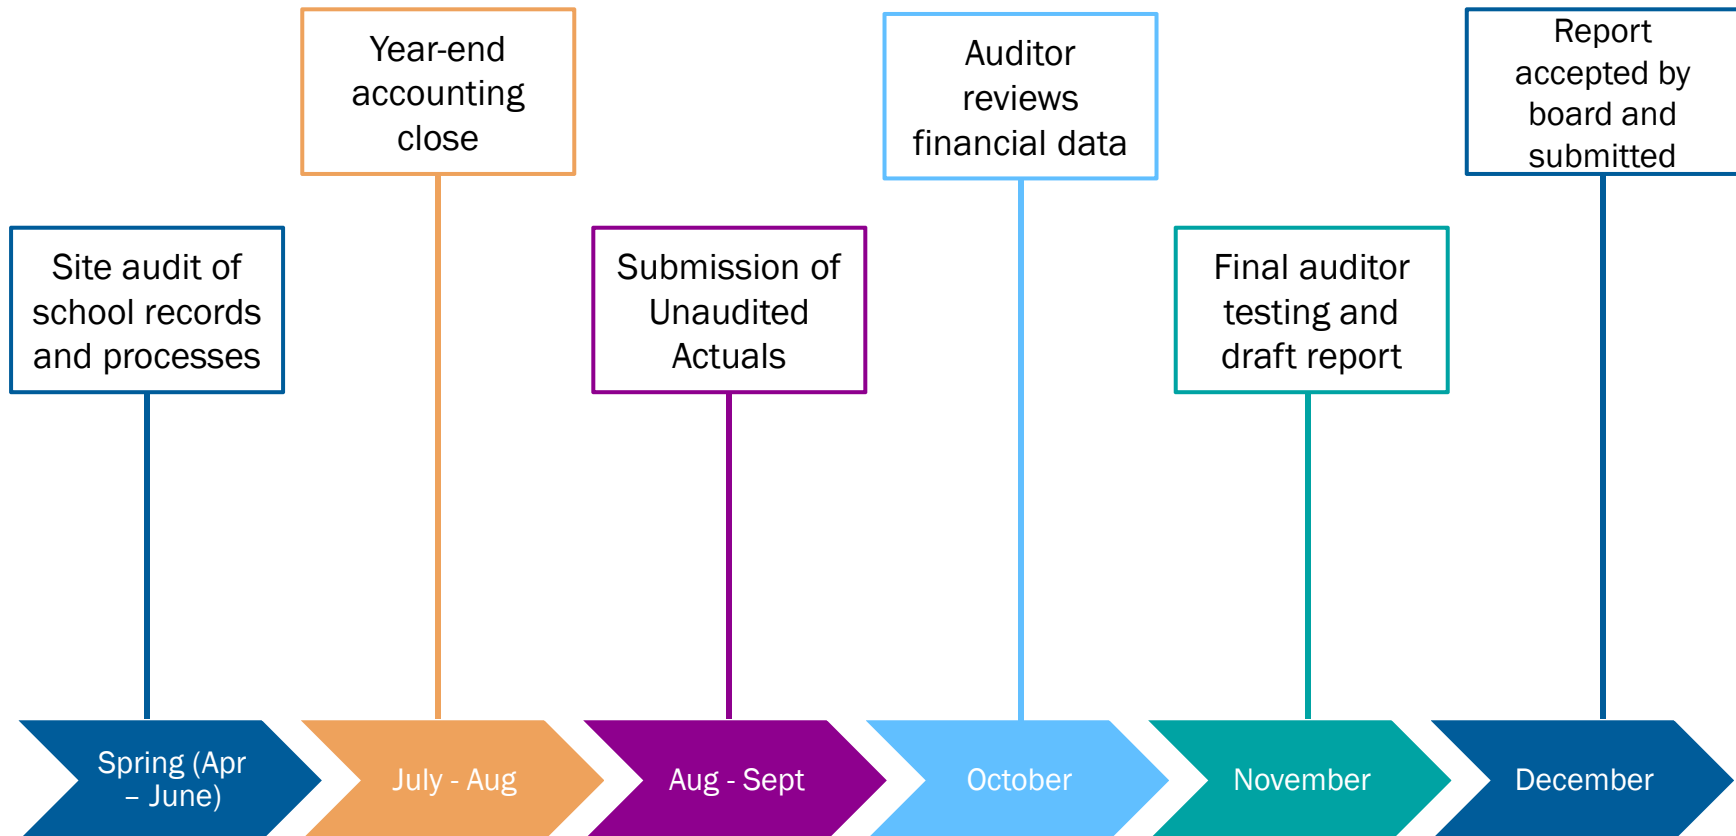 Year-end
accounting
close
Auditor
reviews
financial data
Report
accepted by
board and
submitted
Site audit of
school records
and processes
Submission of
Unaudited
Actuals
Final auditor
testing and
draft report
Spring (Apr
– June)
July - Aug
Aug - Sept
October
November
December